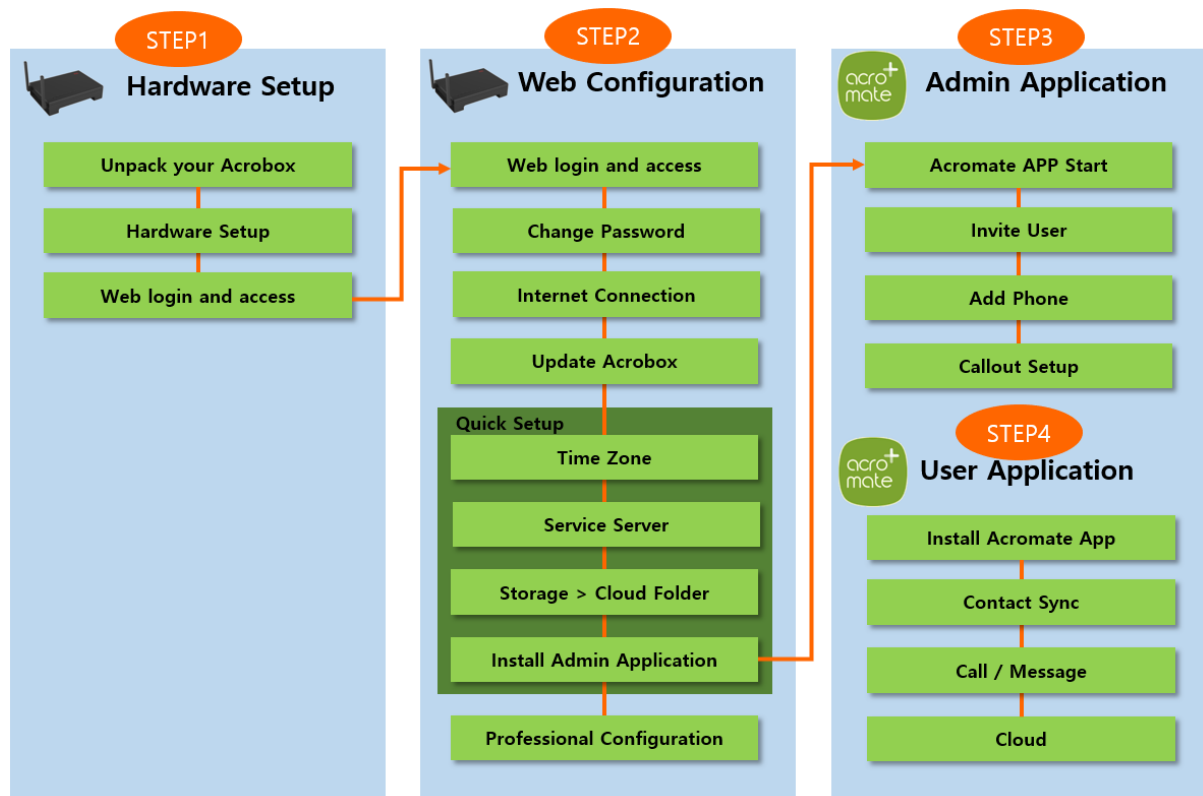 STEP1
Hardware Setup
Unpack your Acrobox
Hardware Setup
Web login and access
STEP2
Web Configuration
Web login and access
Change Password
Internet Connection
Update Acrobox
Quick Setup
Time Zone
Service Server
Storage > Cloud Folder
Install Admin Application
Professional Configuration
STEP3
acro+
mate
Admin Application
Acromate APP Start
Invite User
Add Phone
Callout Setup
STEP4
acro+
mate
User Application
Install Acromate App
Contact Sync
Call / Message
Cloud